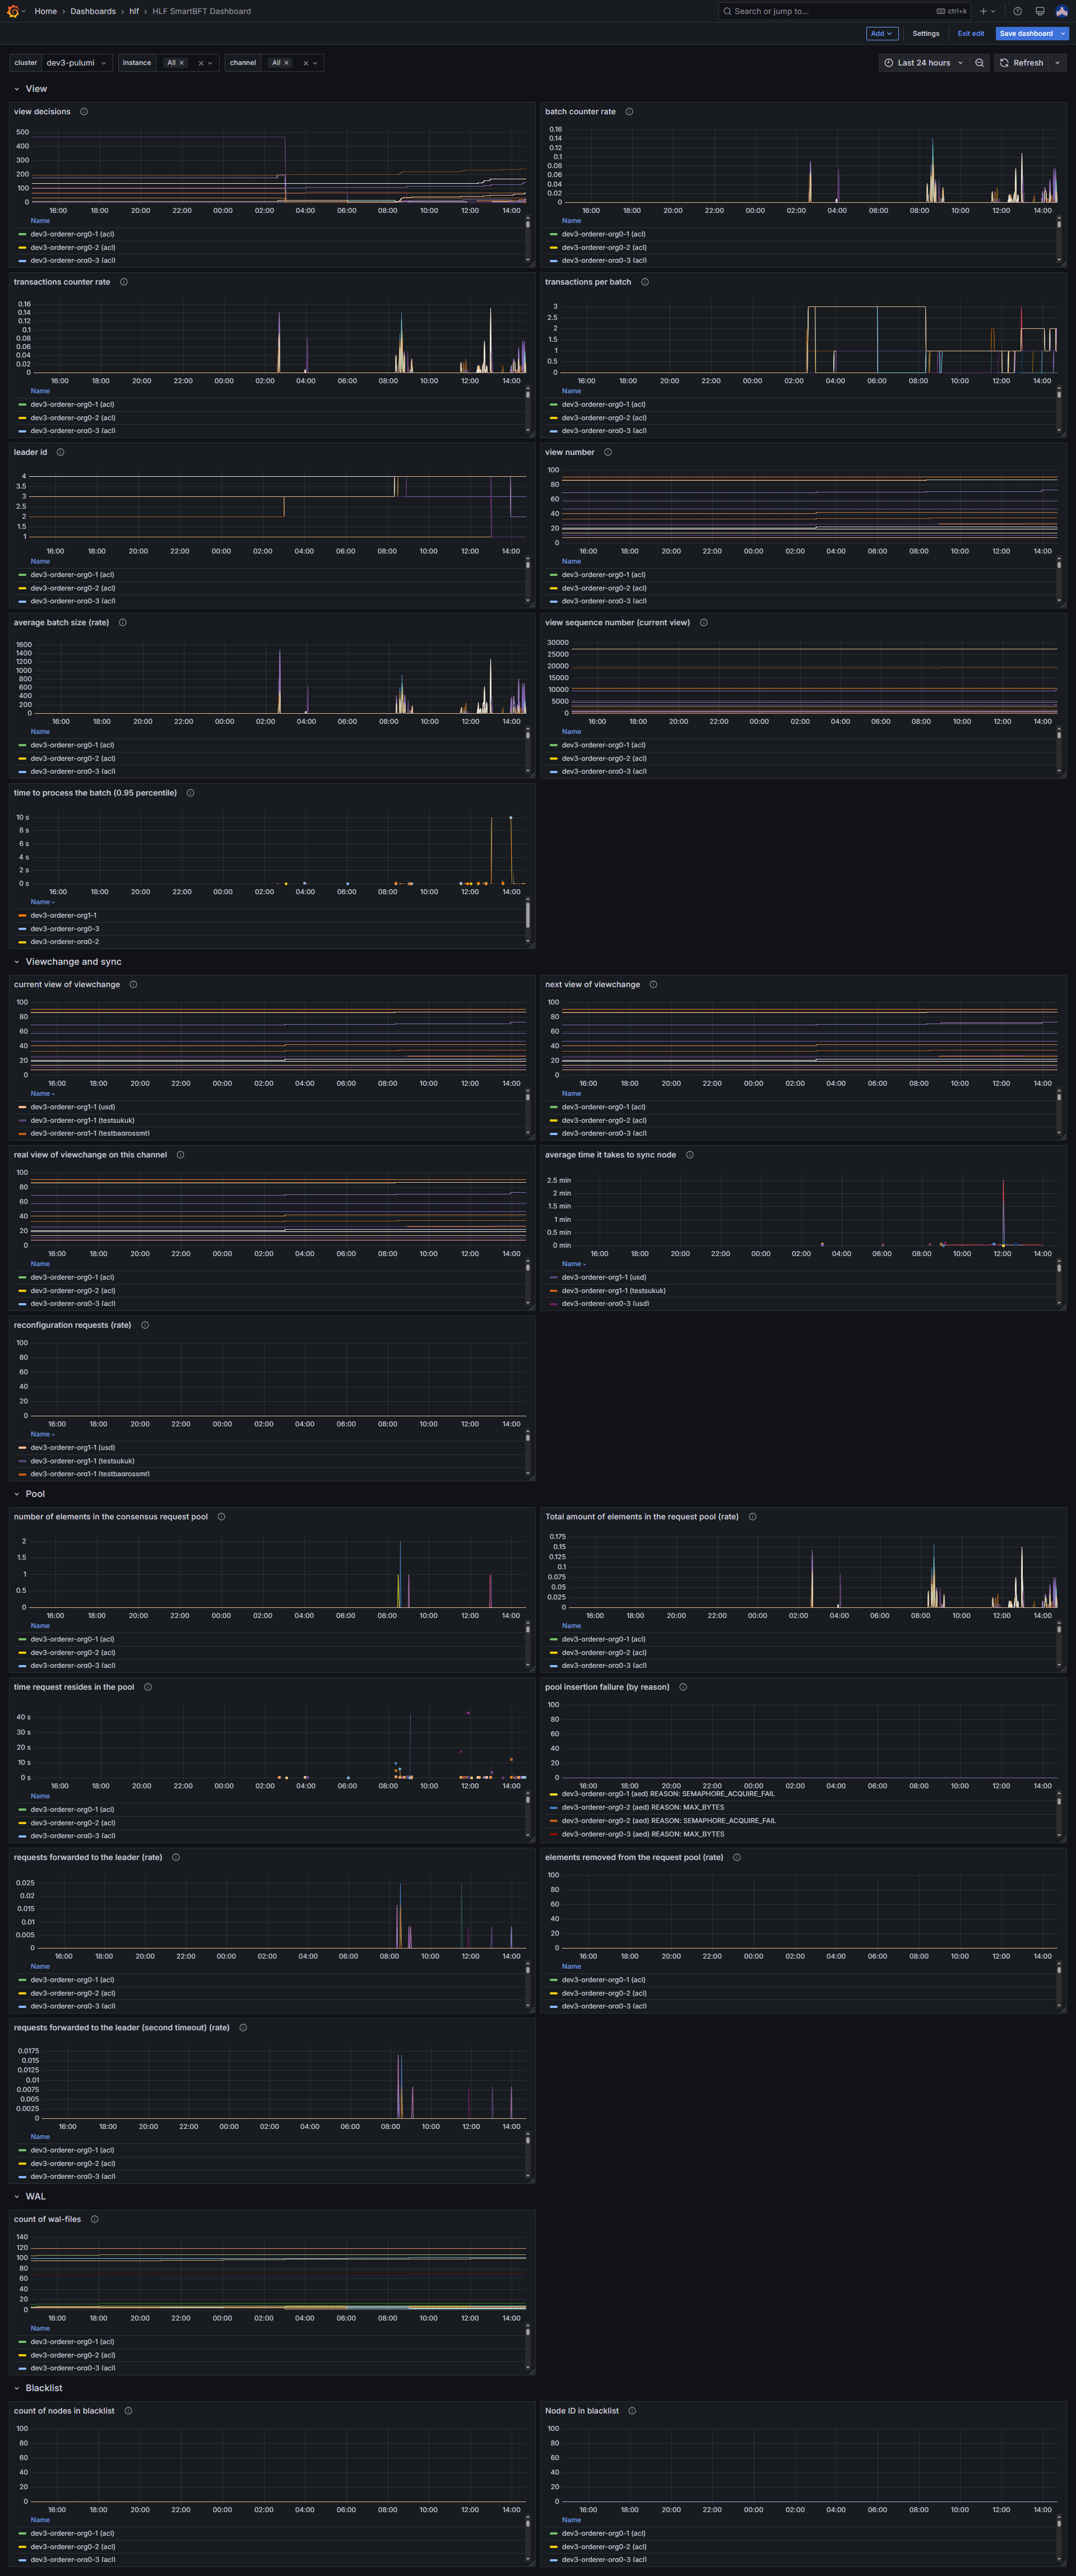 Home › Dashboards › hlf › HLF SmartBFT Dashboard
Search or jump to... ctrl+k
Add Settings Exit edit Save dashboard
cluster dev3-pulumi instance All × channel All ×
Last 24 hours Refresh
View
view decisions
500
400
300
200
100
0
16:00 18:00 20:00 22:00 00:00 02:00 04:00 06:00 08:00 10:00 12:00 14:00
Name
dev3-orderer-org0-1 (acl)
dev3-orderer-org0-2 (acl)
dev3-orderer-org0-3 (acl)
batch counter rate
0.16
0.14
0.12
0.1
0.08
0.06
0.04
0.02
0
16:00 18:00 20:00 22:00 00:00 02:00 04:00 06:00 08:00 10:00 12:00 14:00
Name
dev3-orderer-org0-1 (acl)
dev3-orderer-org0-2 (acl)
dev3-orderer-org0-3 (acl)
transactions counter rate
0.16
0.14
0.12
0.1
0.08
0.06
0.04
0.02
0
16:00 18:00 20:00 22:00 00:00 02:00 04:00 06:00 08:00 10:00 12:00 14:00
Name
dev3-orderer-org0-1 (acl)
dev3-orderer-org0-2 (acl)
dev3-orderer-org0-3 (acl)
transactions per batch
3
2.5
2
1.5
1
0.5
0
16:00 18:00 20:00 22:00 00:00 02:00 04:00 06:00 08:00 10:00 12:00 14:00
Name
dev3-orderer-org0-1 (acl)
dev3-orderer-org0-2 (acl)
dev3-orderer-org0-3 (acl)
leader id
4
3.5
3
2.5
2
1.5
1
16:00 18:00 20:00 22:00 00:00 02:00 04:00 06:00 08:00 10:00 12:00 14:00
Name
dev3-orderer-org0-1 (acl)
dev3-orderer-org0-2 (acl)
dev3-orderer-org0-3 (acl)
view number
100
80
60
40
20
0
16:00 18:00 20:00 22:00 00:00 02:00 04:00 06:00 08:00 10:00 12:00 14:00
Name
dev3-orderer-org0-1 (acl)
dev3-orderer-org0-2 (acl)
dev3-orderer-org0-3 (acl)
average batch size (rate)
1600
1400
1200
1000
800
600
400
200
0
16:00 18:00 20:00 22:00 00:00 02:00 04:00 06:00 08:00 10:00 12:00 14:00
Name
dev3-orderer-org0-1 (acl)
dev3-orderer-org0-2 (acl)
dev3-orderer-org0-3 (acl)
view sequence number (current view)
30000
25000
20000
15000
10000
5000
0
16:00 18:00 20:00 22:00 00:00 02:00 04:00 06:00 08:00 10:00 12:00 14:00
Name
dev3-orderer-org0-1 (acl)
dev3-orderer-org0-2 (acl)
dev3-orderer-org0-3 (acl)
time to process the batch (0.95 percentile)
10 s
8 s
6 s
4 s
2 s
0 s
16:00 18:00 20:00 22:00 00:00 02:00 04:00 06:00 08:00 10:00 12:00 14:00
Name
dev3-orderer-org1-1
dev3-orderer-org0-3
dev3-orderer-org0-2
Viewchange and sync
current view of viewchange
100
80
60
40
20
0
16:00 18:00 20:00 22:00 00:00 02:00 04:00 06:00 08:00 10:00 12:00 14:00
Name
dev3-orderer-org1-1 (usd)
dev3-orderer-org1-1 (testsukuk)
dev3-orderer-org1-1 (testbagrossmt)
next view of viewchange
100
80
60
40
20
0
16:00 18:00 20:00 22:00 00:00 02:00 04:00 06:00 08:00 10:00 12:00 14:00
Name
dev3-orderer-org0-1 (acl)
dev3-orderer-org0-2 (acl)
dev3-orderer-org0-3 (acl)
real view of viewchange on this channel
100
80
60
40
20
0
16:00 18:00 20:00 22:00 00:00 02:00 04:00 06:00 08:00 10:00 12:00 14:00
Name
dev3-orderer-org0-1 (acl)
dev3-orderer-org0-2 (acl)
dev3-orderer-org0-3 (acl)
average time it takes to sync node
2.5 min
2 min
1.5 min
1 min
0.5 min
0 min
16:00 18:00 20:00 22:00 00:00 02:00 04:00 06:00 08:00 10:00 12:00 14:00
Name
dev3-orderer-org1-1 (usd)
dev3-orderer-org1-1 (testsukuk)
dev3-orderer-org0-3 (usd)
reconfiguration requests (rate)
100
80
60
40
20
0
16:00 18:00 20:00 22:00 00:00 02:00 04:00 06:00 08:00 10:00 12:00 14:00
Name
dev3-orderer-org1-1 (usd)
dev3-orderer-org1-1 (testsukuk)
dev3-orderer-org1-1 (testbagrossmt)
Pool
number of elements in the consensus request pool
2
1.5
1
0.5
0
16:00 18:00 20:00 22:00 00:00 02:00 04:00 06:00 08:00 10:00 12:00 14:00
Name
dev3-orderer-org0-1 (acl)
dev3-orderer-org0-2 (acl)
dev3-orderer-org0-3 (acl)
Total amount of elements in the request pool (rate)
0.175
0.15
0.125
0.1
0.075
0.05
0.025
0
16:00 18:00 20:00 22:00 00:00 02:00 04:00 06:00 08:00 10:00 12:00 14:00
Name
dev3-orderer-org0-1 (acl)
dev3-orderer-org0-2 (acl)
dev3-orderer-org0-3 (acl)
time request resides in the pool
40 s
30 s
20 s
10 s
0 s
16:00 18:00 20:00 22:00 00:00 02:00 04:00 06:00 08:00 10:00 12:00 14:00
Name
dev3-orderer-org0-1 (acl)
dev3-orderer-org0-2 (acl)
dev3-orderer-org0-3 (acl)
pool insertion failure (by reason)
100
80
60
40
20
0
16:00 18:00 20:00 22:00 00:00 02:00 04:00 06:00 08:00 10:00 12:00 14:00
dev3-orderer-org0-1 (aed) REASON: SEMAPHORE_ACQUIRE_FAIL
dev3-orderer-org0-2 (aed) REASON: MAX_BYTES
dev3-orderer-org0-2 (aed) REASON: SEMAPHORE_ACQUIRE_FAIL
dev3-orderer-org0-3 (aed) REASON: MAX_BYTES
requests forwarded to the leader (rate)
0.025
0.02
0.015
0.01
0.005
0
16:00 18:00 20:00 22:00 00:00 02:00 04:00 06:00 08:00 10:00 12:00 14:00
Name
dev3-orderer-org0-1 (acl)
dev3-orderer-org0-2 (acl)
dev3-orderer-org0-3 (acl)
elements removed from the request pool (rate)
100
80
60
40
20
0
16:00 18:00 20:00 22:00 00:00 02:00 04:00 06:00 08:00 10:00 12:00 14:00
Name
dev3-orderer-org0-1 (acl)
dev3-orderer-org0-2 (acl)
dev3-orderer-org0-3 (acl)
requests forwarded to the leader (second timeout) (rate)
0.0175
0.015
0.0125
0.01
0.0075
0.005
0.0025
0
16:00 18:00 20:00 22:00 00:00 02:00 04:00 06:00 08:00 10:00 12:00 14:00
Name
dev3-orderer-org0-1 (acl)
dev3-orderer-org0-2 (acl)
dev3-orderer-org0-3 (acl)
WAL
count of wal-files
140
120
100
80
60
40
20
0
16:00 18:00 20:00 22:00 00:00 02:00 04:00 06:00 08:00 10:00 12:00 14:00
Name
dev3-orderer-org0-1 (acl)
dev3-orderer-org0-2 (acl)
dev3-orderer-org0-3 (acl)
Blacklist
count of nodes in blacklist
100
80
60
40
20
0
16:00 18:00 20:00 22:00 00:00 02:00 04:00 06:00 08:00 10:00 12:00 14:00
Name
dev3-orderer-org0-1 (acl)
dev3-orderer-org0-2 (acl)
dev3-orderer-org0-3 (acl)
Node ID in blacklist
100
80
60
40
20
0
16:00 18:00 20:00 22:00 00:00 02:00 04:00 06:00 08:00 10:00 12:00 14:00
Name
dev3-orderer-org0-1 (acl)
dev3-orderer-org0-2 (acl)
dev3-orderer-org0-3 (acl)